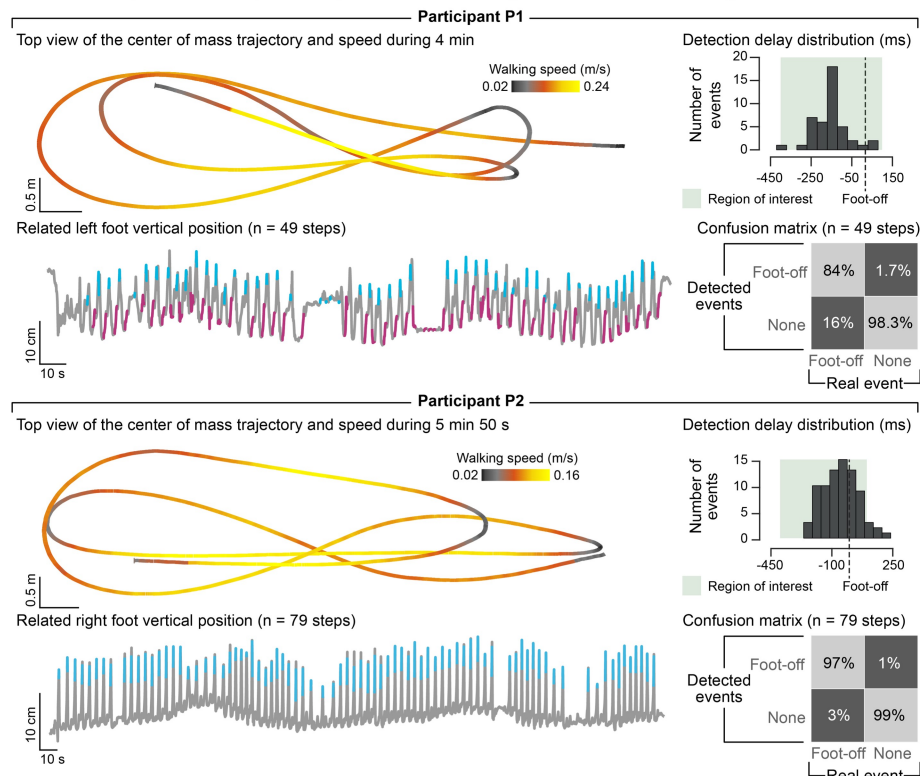 Participant P1
Top view of the center of mass trajectory and speed during 4 min
Walking speed (m/s)
0.02 0.24
0.5 m
Detection delay distribution (ms)
Number of
events
20
15
10
5
0
-450 -250 -50 150
Region of interest Foot-off
Related left foot vertical position (n = 49 steps)
10 cm
10 s
Confusion matrix (n = 49 steps)
Detected
events
Foot-off 84% 1.7%
None 16% 98.3%
Foot-off None
Real event
Participant P2
Top view of the center of mass trajectory and speed during 5 min 50 s
Walking speed (m/s)
0.02 0.16
0.5 m
Detection delay distribution (ms)
Number of
events
15
10
5
0
-450 -100 250
Region of interest Foot-off
Related right foot vertical position (n = 79 steps)
10 cm
10 s
Confusion matrix (n = 79 steps)
Detected
events
Foot-off 97% 1%
None 3% 99%
Foot-off None
Real event